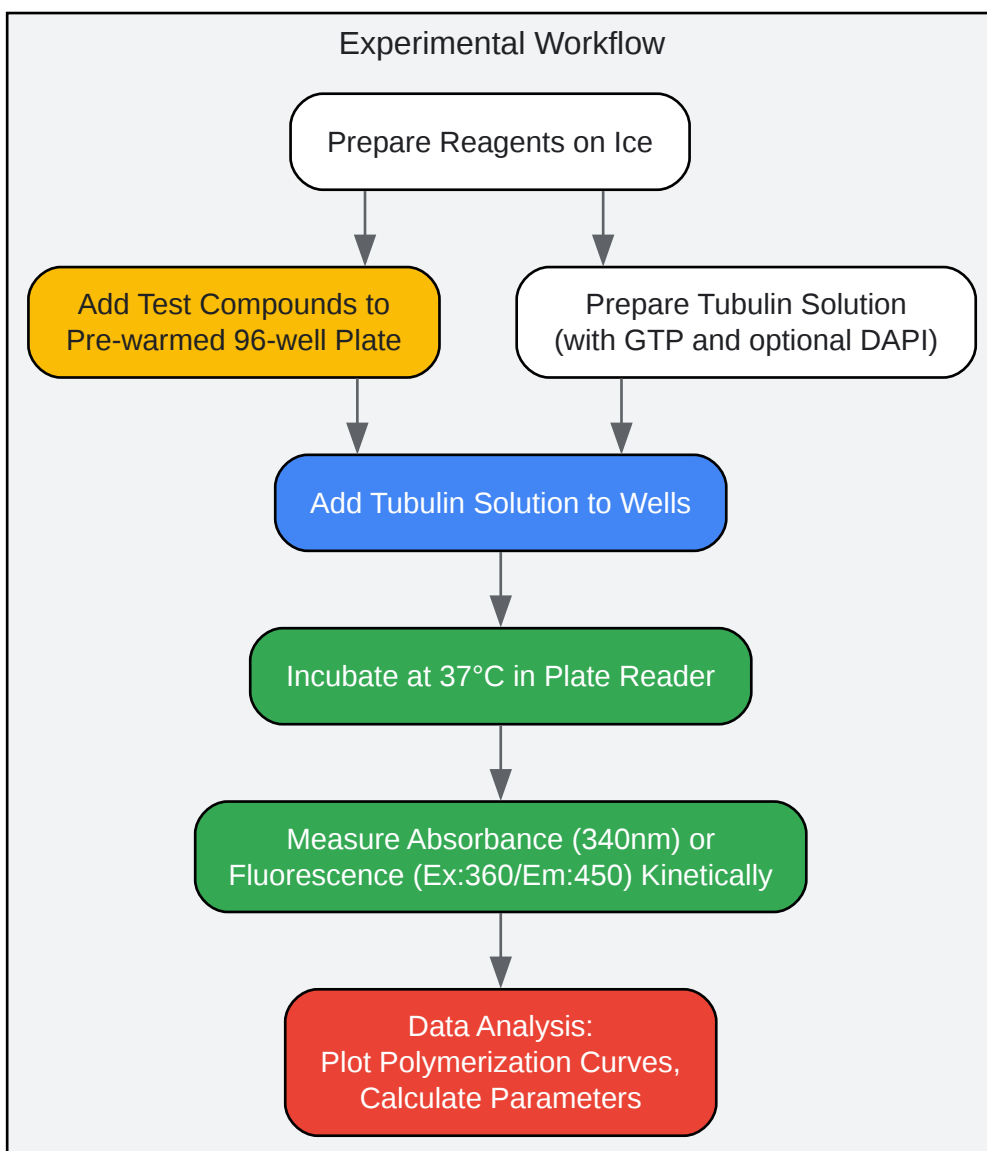 Experimental Workflow
Prepare Reagents on Ice
Add Test Compounds to
Pre-warmed 96-well Plate
Prepare Tubulin Solution
(with GTP and optional DAPI)
Add Tubulin Solution to Wells
Incubate at 37°C in Plate Reader
Measure Absorbance (340nm) or
Fluorescence (Ex:360/Em:450) Kinetically
Data Analysis:
Plot Polymerization Curves,
Calculate Parameters